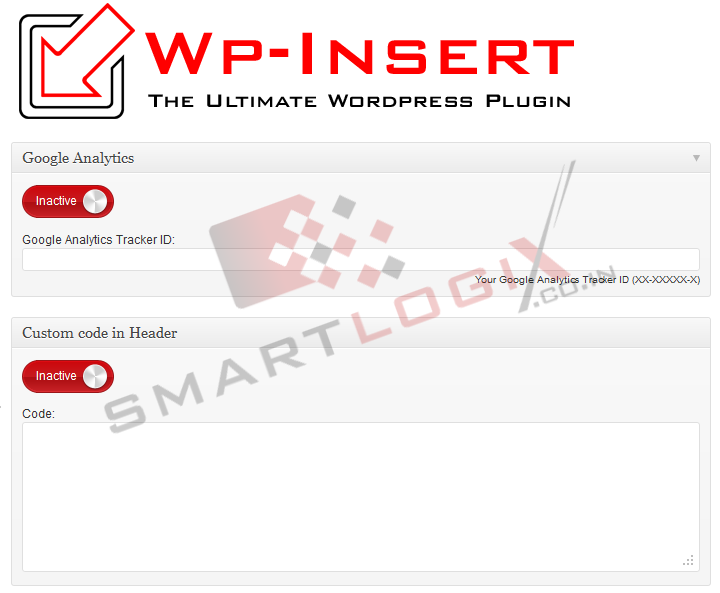 Wp-Insert
The Ultimate Wordpress Plugin
Google Analytics
Inactive
Google Analytics Tracker ID:
Your Google Analytics Tracker ID (XX-XXXXX-X)
SMARTLOGIX.CO.IN
Custom code in Header
Inactive
Code: